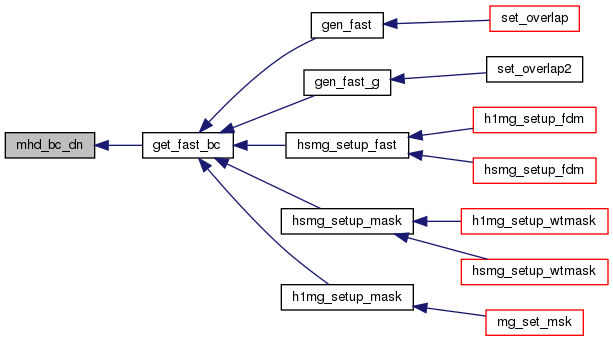 mhd_bc_dn
get_fast_bc
gen_fast
set_overlap
gen_fast_g
set_overlap2
hsmg_setup_fast
h1mg_setup_fdm
hsmg_setup_fdm
hsmg_setup_mask
h1mg_setup_wtmask
hsmg_setup_wtmask
h1mg_setup_mask
mg_set_msk